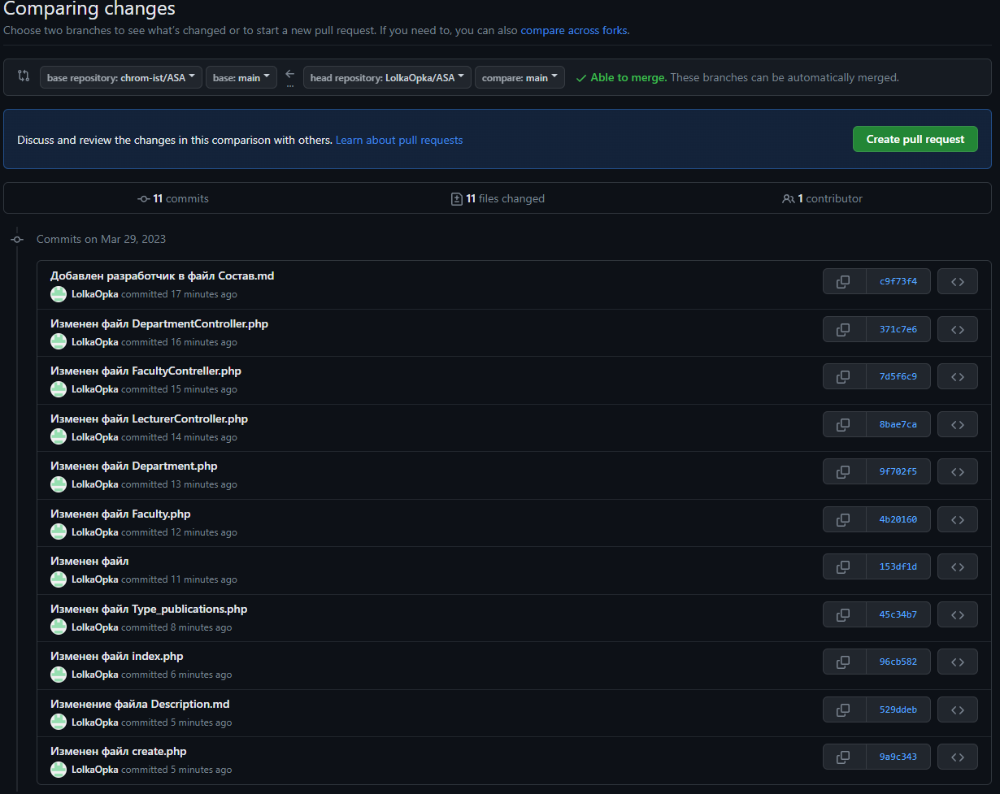 Comparing changes
Choose two branches to see what's changed or to start a new pull request. If you need to, you can also compare across forks.
base repository: chrom-ist/ASA base: main ... head repository: LolkaOpka/ASA compare: main Able to merge. These branches can be automatically merged.
Discuss and review the changes in this comparison with others. Learn about pull requests Create pull request
11 commits 11 files changed 1 contributor
Commits on Mar 29, 2023
Добавлен разработчик в файл Состав.md
LolkaOpka committed 17 minutes ago c9f73f4
Изменен файл DepartmentController.php
LolkaOpka committed 16 minutes ago 371c7e6
Изменен файл FacultyContreller.php
LolkaOpka committed 15 minutes ago 7d5f6c9
Изменен файл LecturerController.php
LolkaOpka committed 14 minutes ago 8bae7ca
Изменен файл Department.php
LolkaOpka committed 13 minutes ago 9f702f5
Изменен файл Faculty.php
LolkaOpka committed 12 minutes ago 4b20160
Изменен файл
LolkaOpka committed 11 minutes ago 153df1d
Изменен файл Type_publications.php
LolkaOpka committed 8 minutes ago 45c34b7
Изменен файл index.php
LolkaOpka committed 6 minutes ago 96cb582
Изменение файла Description.md
LolkaOpka committed 5 minutes ago 529ddeb
Изменен файл create.php
LolkaOpka committed 5 minutes ago 9a9c343